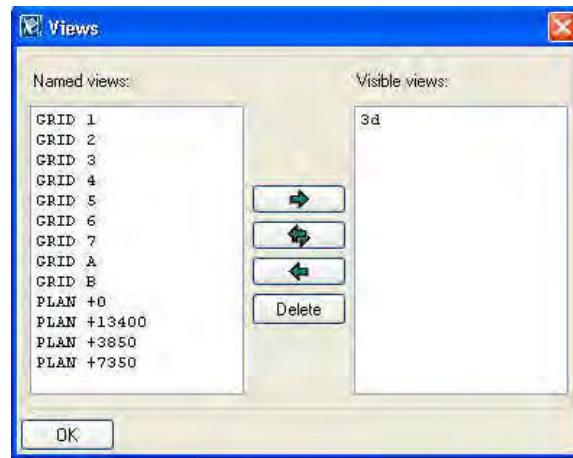 Views
Named views:
Visible views:
GRID 1
GRID 2
GRID 3
GRID 4
GRID 5
GRID 6
GRID 7
GRID A
GRID B
PLAN +0
PLAN +13400
PLAN +3850
PLAN +7350
3d
Delete
OK